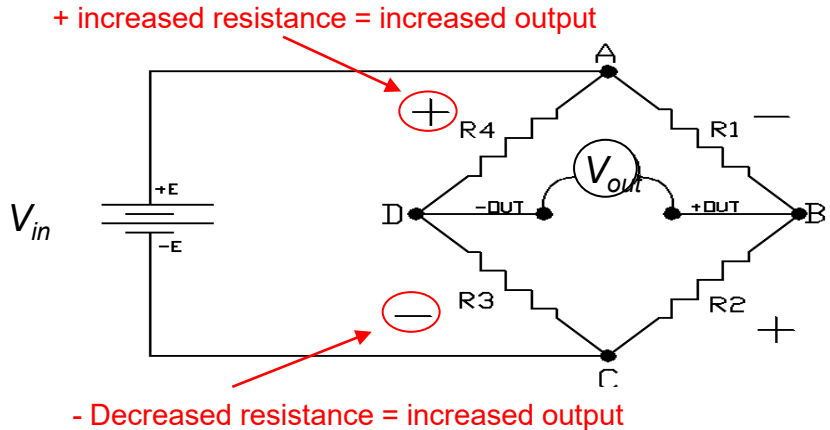 + increased resistance = increased output
A
+
R4
R1
−
+E
Vin
D
-OUT
Vout
+OUT
B
-E
R3
−
R2
+
C
- Decreased resistance = increased output